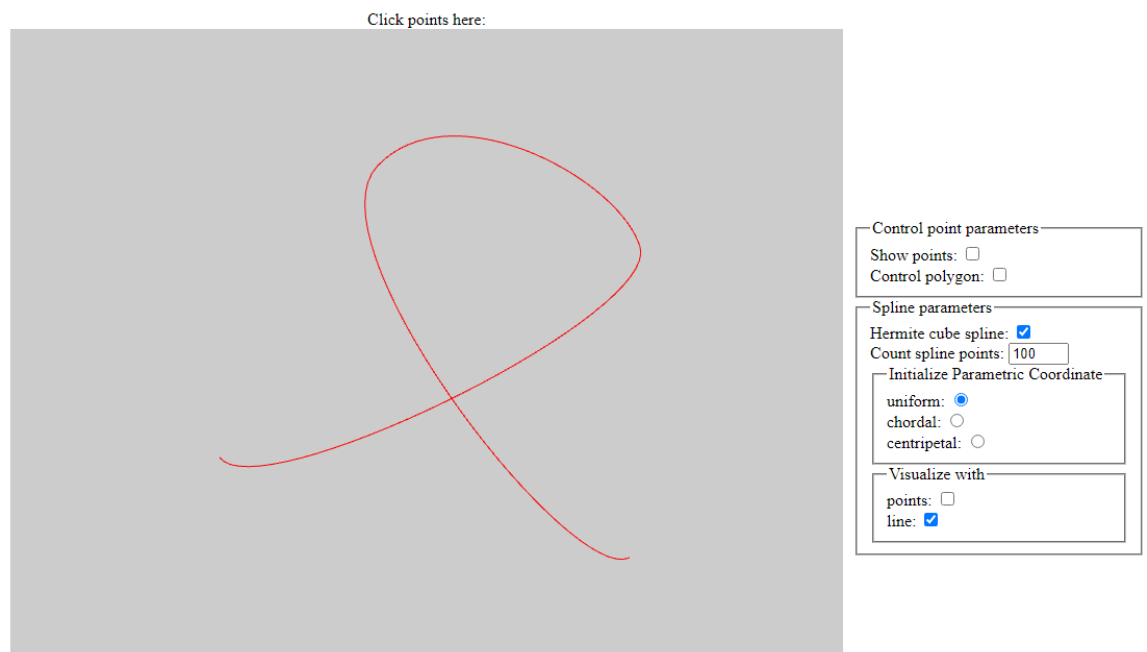 Click points here:
Control point parameters
Show points:
Control polygon:
Spline parameters
Hermite cube spline:
Count spline points: 100
Initialize Parametric Coordinate
uniform:
chordal:
centripetal:
Visualize with
points:
line: